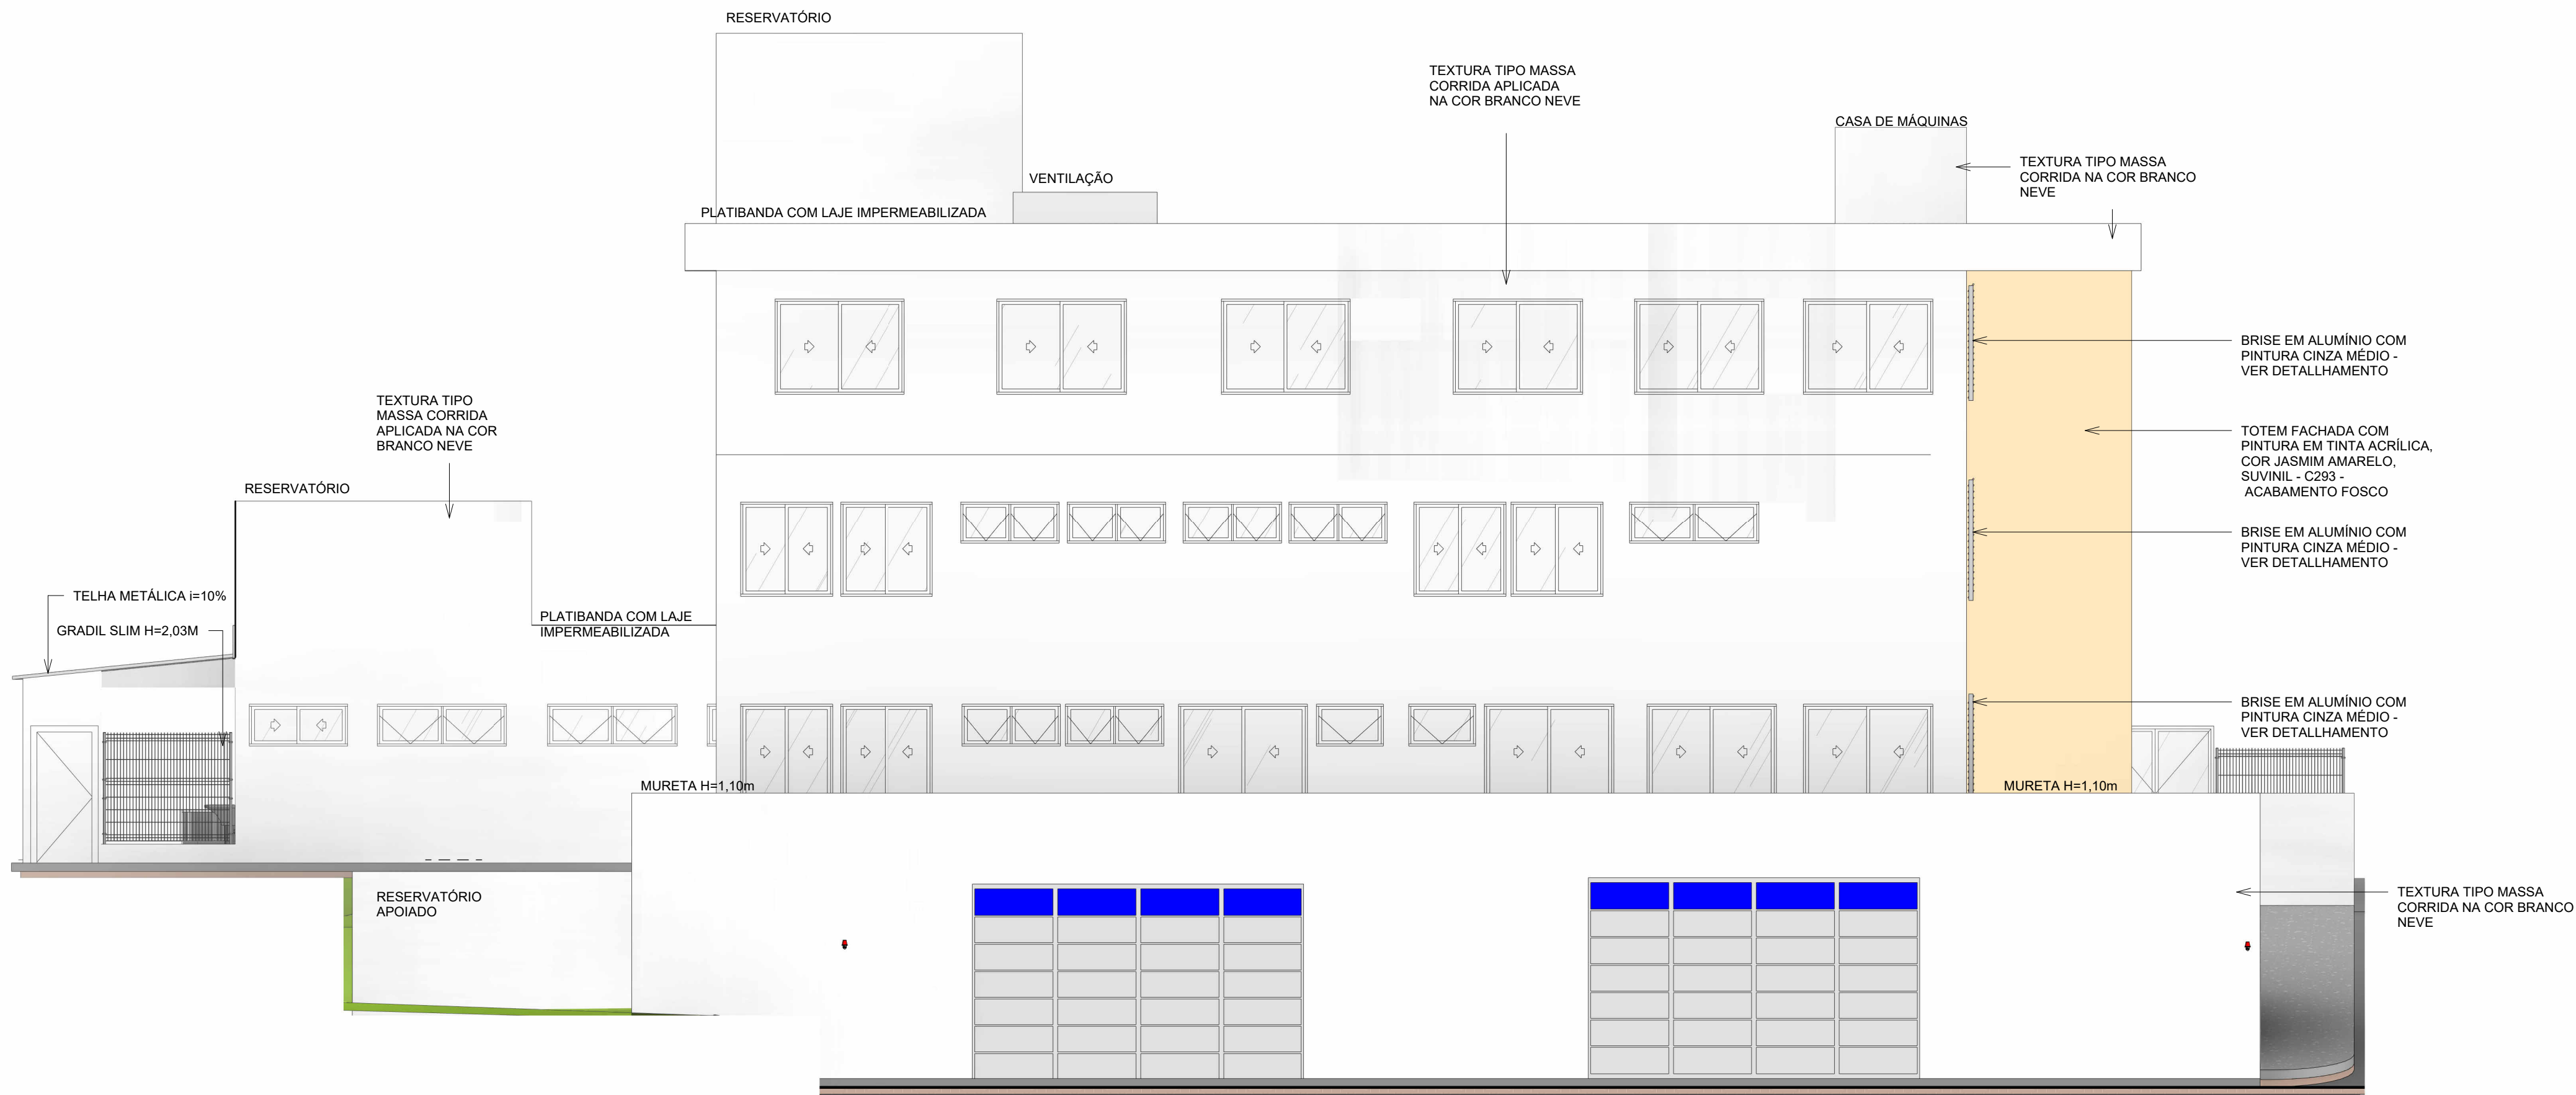 RESERVATÓRIO
TEXTURA TIPO MASSA
CORRIDA APLICADA
NA COR BRANCO NEVE
CASA DE MÁQUINAS
TEXTURA TIPO MASSA
CORRIDA NA COR BRANCO
NEVE
VENTILAÇÃO
PLATIBANDA COM LAJE IMPERMEABILIZADA
BRISE EM ALUMÍNIO COM
PINTURA CINZA MÉDIO -
VER DETALLHAMENTO
TEXTURA TIPO
MASSA CORRIDA
APLICADA NA COR
BRANCO NEVE
TOTEM FACHADA COM
PINTURA EM TINTA ACRÍLICA,
COR JASMIM AMARELO,
SUVINIL - C293 -
ACABAMENTO FOSCO
RESERVATÓRIO
BRISE EM ALUMÍNIO COM
PINTURA CINZA MÉDIO -
VER DETALLHAMENTO
TELHA METÁLICA i=10%
GRADIL SLIM H=2,03M
PLATIBANDA COM LAJE
IMPERMEABILIZADA
BRISE EM ALUMÍNIO COM
PINTURA CINZA MÉDIO -
VER DETALLHAMENTO
MURETA H=1,10m
MURETA H=1,10m
RESERVATÓRIO
APOIADO
TEXTURA TIPO MASSA
CORRIDA NA COR BRANCO
NEVE